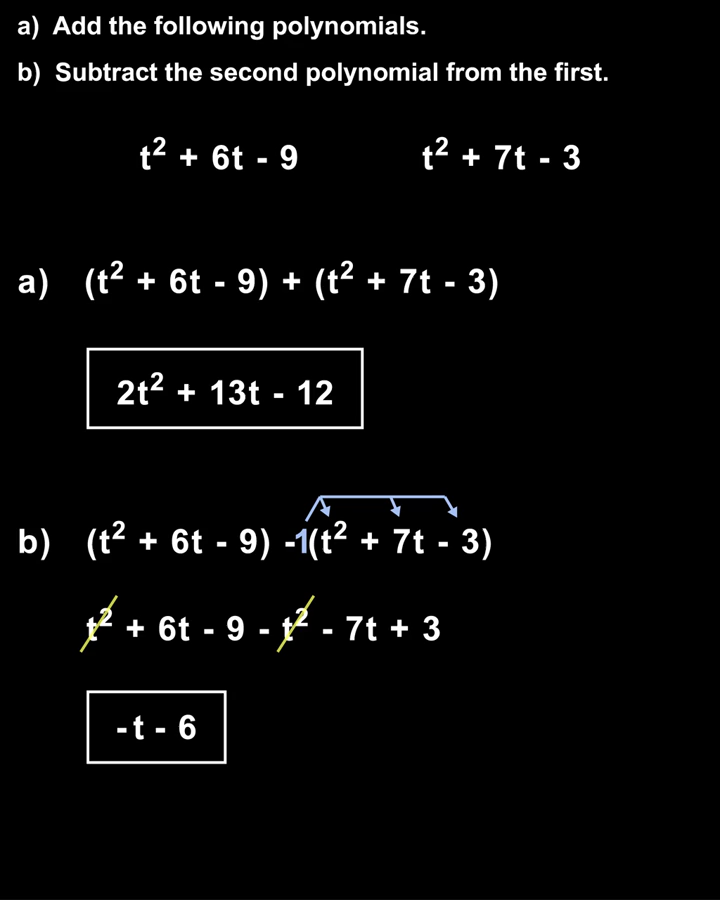 a)  Add the following polynomials.
b)  Subtract the second polynomial from the first.
t² + 6t - 9          t² + 7t - 3
a)   (t² + 6t - 9) + (t² + 7t - 3)
2t² + 13t - 12
b)   (t² + 6t - 9) -1(t² + 7t - 3)
t² + 6t - 9 - t² - 7t + 3
-t - 6